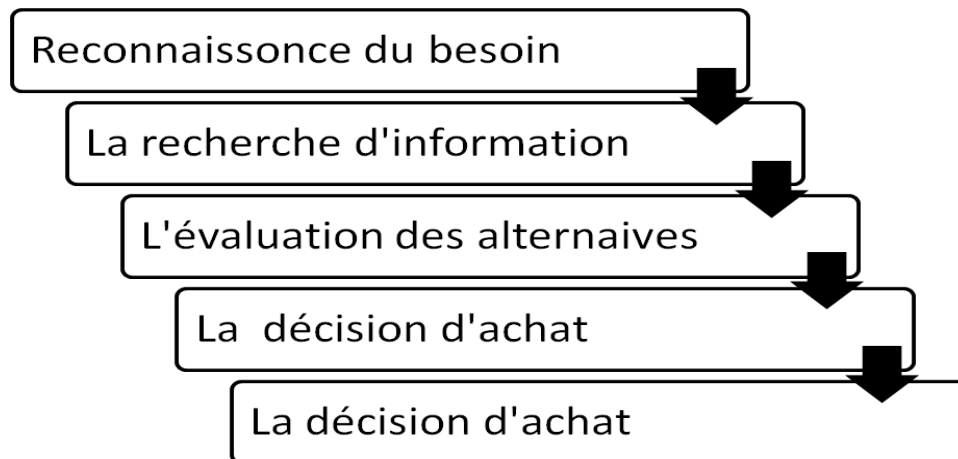 Reconnaissonce du besoin
La recherche d'information
L'évaluation des alternaives
La  décision d'achat
La décision d'achat